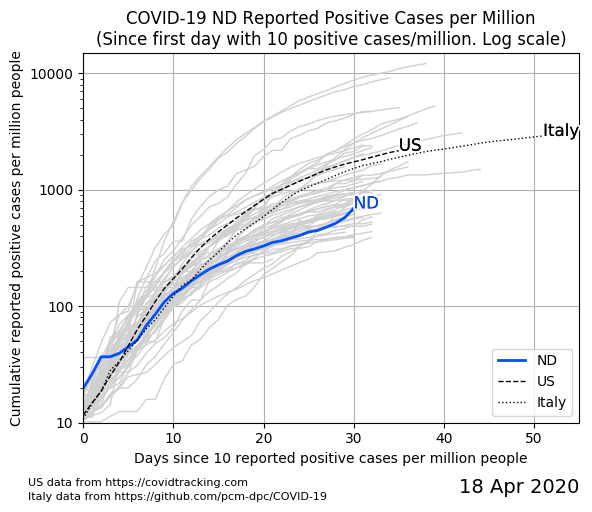 COVID-19 ND Reported Positive Cases per Million
(Since first day with 10 positive cases/million. Log scale)
Cumulative reported positive cases per million people
10000
1000
100
10
Italy
US
ND
ND
US
Italy
0 10 20 30 40 50
Days since 10 reported positive cases per million people
US data from https://covidtracking.com
Italy data from https://github.com/pcm-dpc/COVID-19
18 Apr 2020